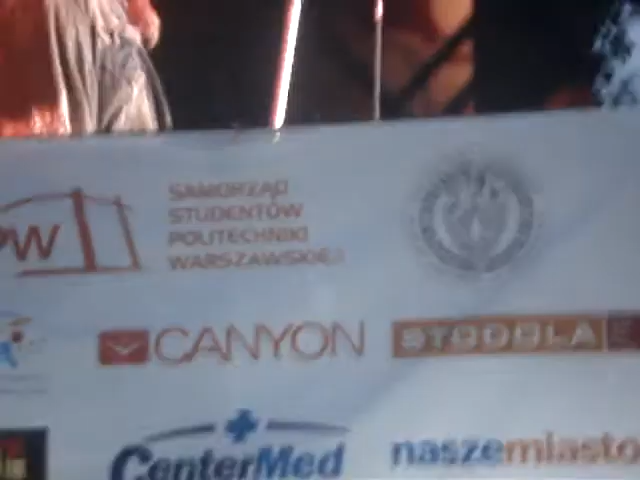 SAMORZĄD
STUDENTÓW
POLITECHNIKI
WARSZAWSKIEJ
CANYON
STODOŁA
CenterMed
naszemiasto